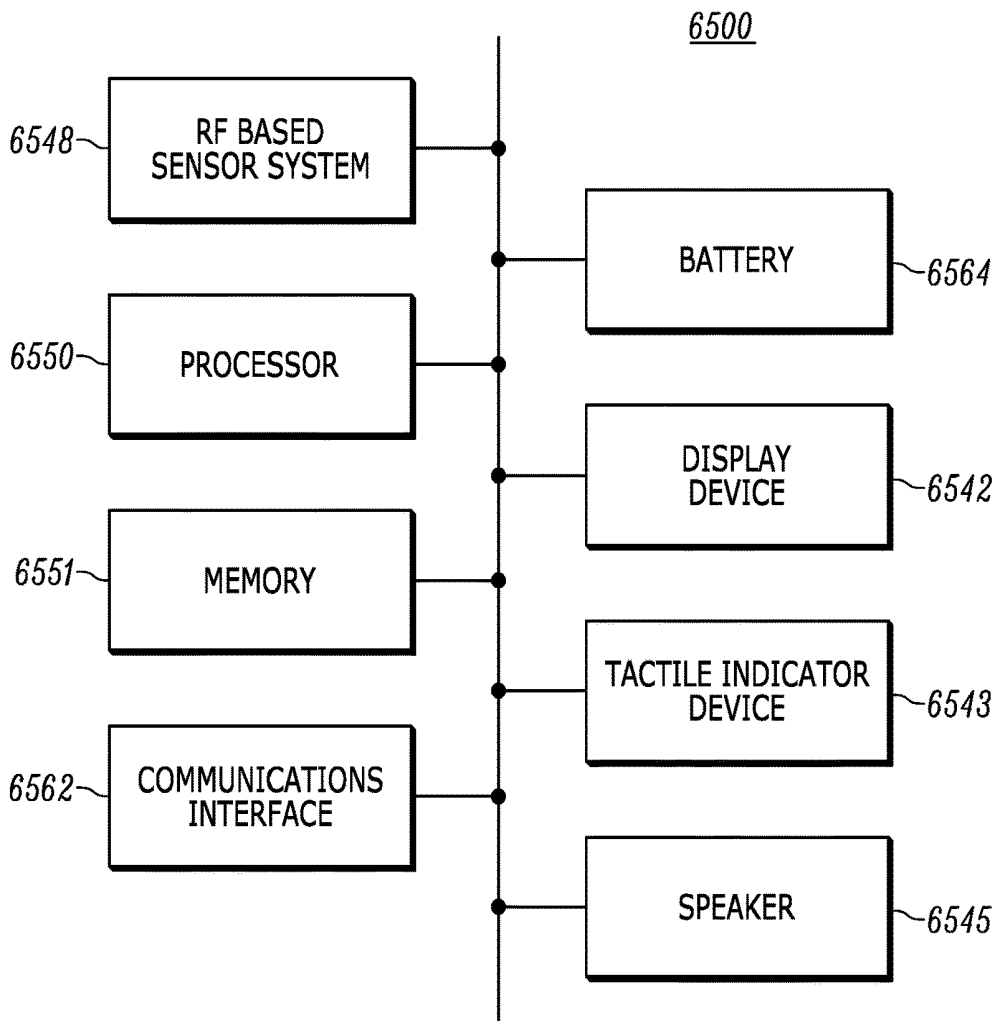 6500
6548
RF BASED
SENSOR SYSTEM
BATTERY
6564
6550
PROCESSOR
DISPLAY
DEVICE
6542
6551
MEMORY
TACTILE INDICATOR
DEVICE
6543
6562
COMMUNICATIONS
INTERFACE
SPEAKER
6545